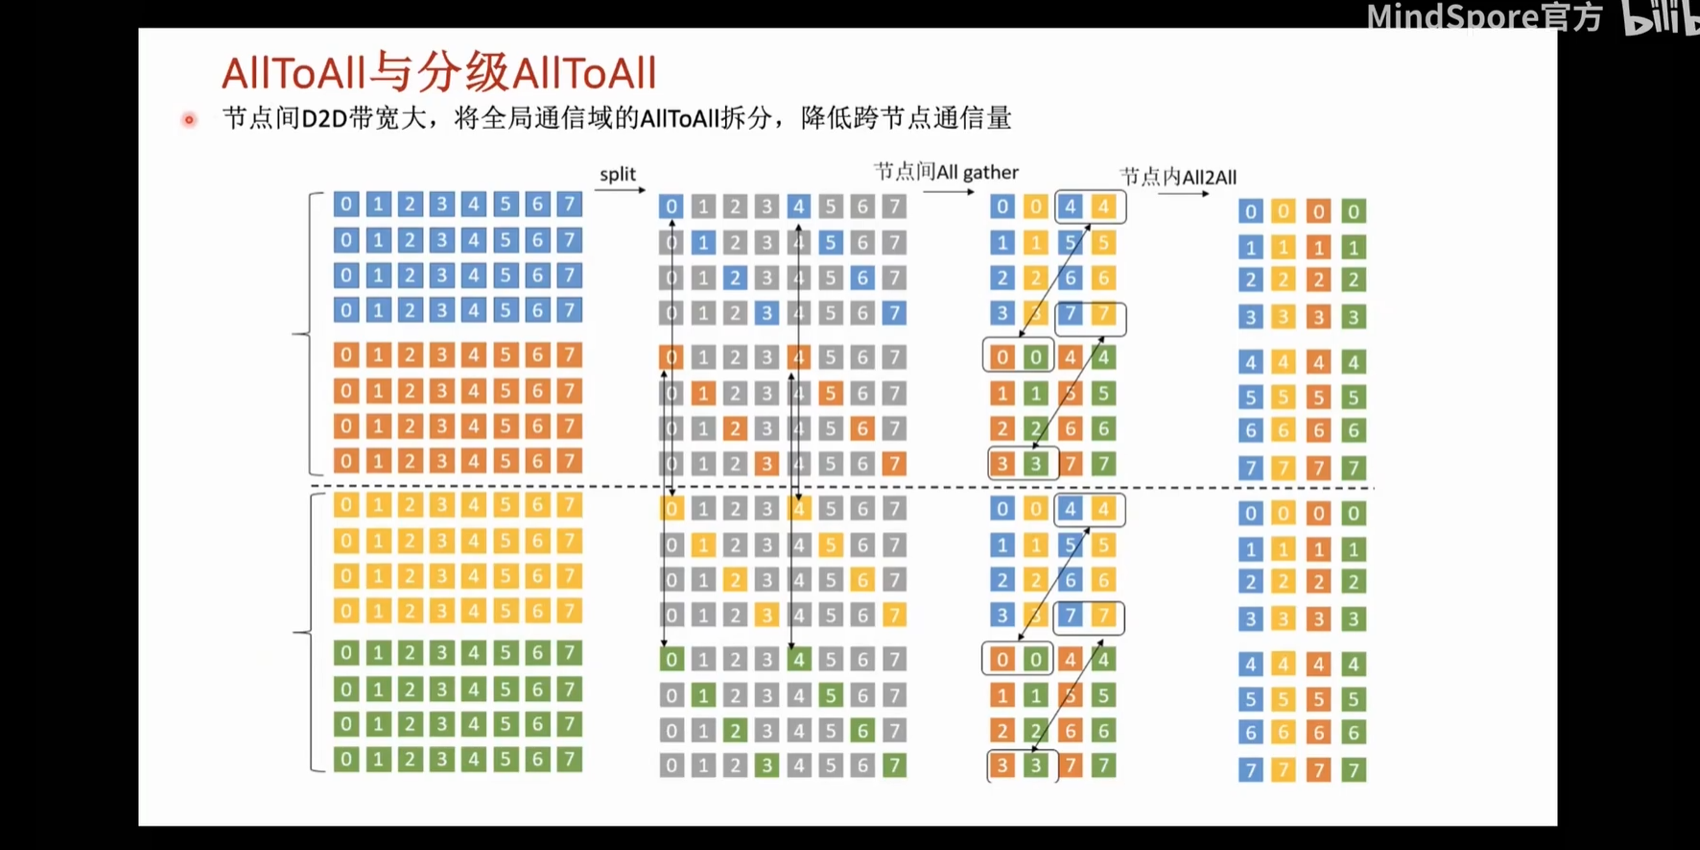 MindSpore官方 bilib
AllToAll与分级AllToAll
节点间D2D带宽大，将全局通信域的AllToAll拆分，降低跨节点通信量
split 节点间All gather 节点内All2All
0 1 2 3 4 5 6 7 0 1 2 3 4 5 6 7 0 0 4 4 0 0 0 0
0 1 2 3 4 5 6 7 0 1 2 3 4 5 6 7 1 1 5 5 1 1 1 1
0 1 2 3 4 5 6 7 0 1 2 3 4 5 6 7 2 2 6 6 2 2 2 2
0 1 2 3 4 5 6 7 0 1 2 3 4 5 6 7 3 3 7 7 3 3 3 3
0 1 2 3 4 5 6 7 0 1 2 3 4 5 6 7 0 0 4 4 4 4 4 4
0 1 2 3 4 5 6 7 0 1 2 3 4 5 6 7 1 1 5 5 5 5 5 5
0 1 2 3 4 5 6 7 0 1 2 3 4 5 6 7 2 2 6 6 6 6 6 6
0 1 2 3 4 5 6 7 0 1 2 3 4 5 6 7 3 3 7 7 7 7 7 7
0 1 2 3 4 5 6 7 0 1 2 3 4 5 6 7 0 0 4 4 0 0 0 0
0 1 2 3 4 5 6 7 0 1 2 3 4 5 6 7 1 1 5 5 1 1 1 1
0 1 2 3 4 5 6 7 0 1 2 3 4 5 6 7 2 2 6 6 2 2 2 2
0 1 2 3 4 5 6 7 0 1 2 3 4 5 6 7 3 3 7 7 3 3 3 3
0 1 2 3 4 5 6 7 0 1 2 3 4 5 6 7 0 0 4 4 4 4 4 4
0 1 2 3 4 5 6 7 0 1 2 3 4 5 6 7 1 1 5 5 5 5 5 5
0 1 2 3 4 5 6 7 0 1 2 3 4 5 6 7 2 2 6 6 6 6 6 6
0 1 2 3 4 5 6 7 0 1 2 3 4 5 6 7 3 3 7 7 7 7 7 7